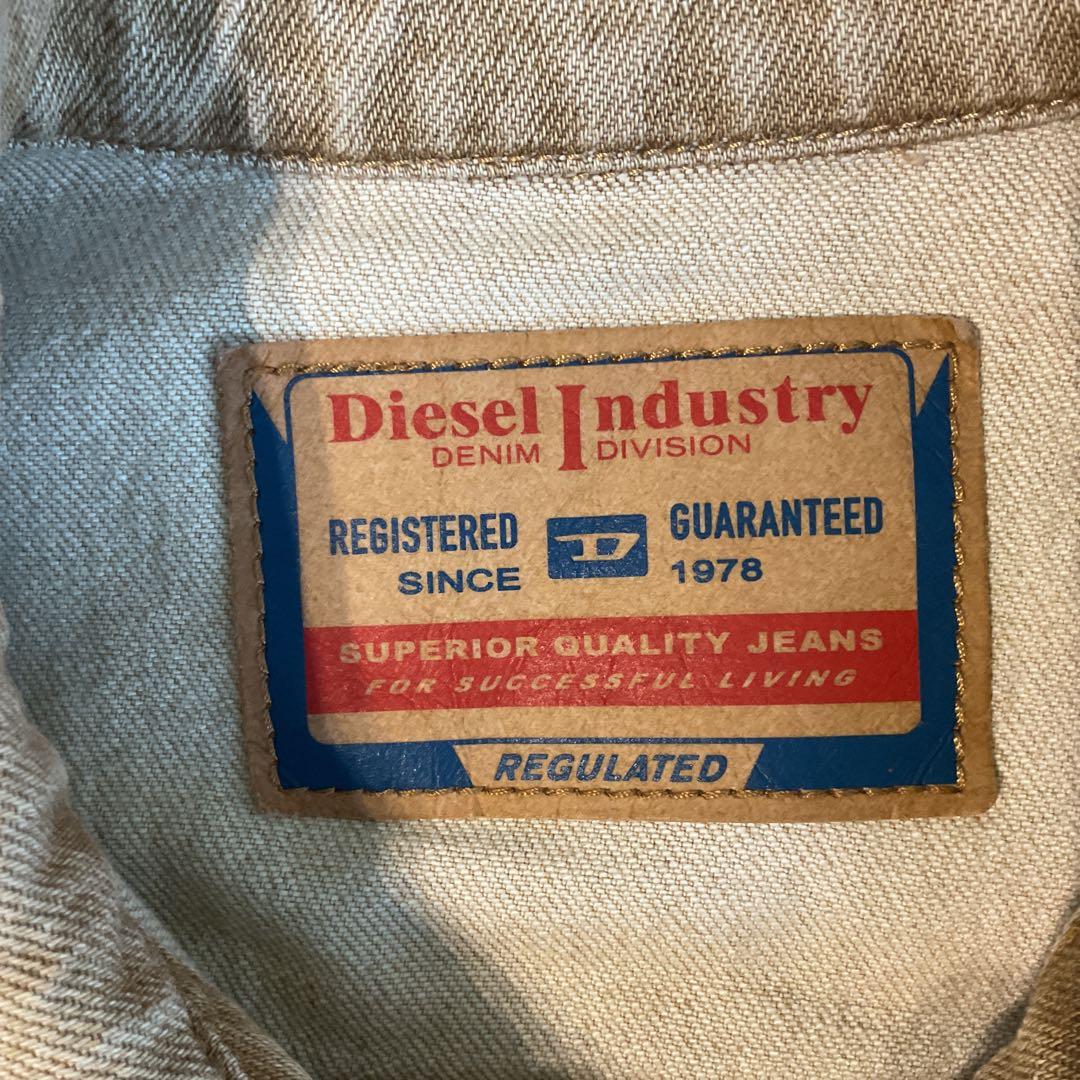 Diesel Industry
DENIM DIVISION
REGISTERED D GUARANTEED
SINCE 1978
SUPERIOR QUALITY JEANS
FOR SUCCESSFUL LIVING
REGULATED